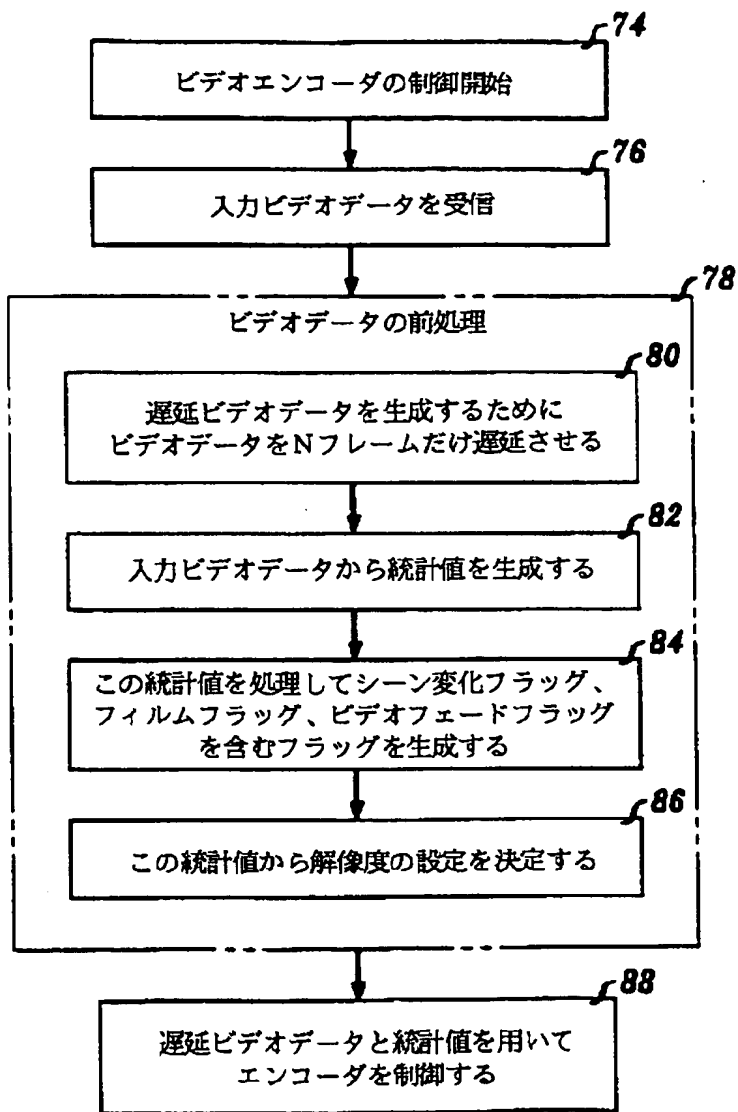 74
ビデオエンコーダの制御開始
76
入力ビデオデータを受信
78
ビデオデータの前処理
80
遅延ビデオデータを生成するために
ビデオデータをNフレームだけ遅延させる
82
入力ビデオデータから統計値を生成する
84
この統計値を処理してシーン変化フラッグ、
フィルムフラッグ、ビデオフェードフラッグ
を含むフラッグを生成する
86
この統計値から解像度の設定を決定する
88
遅延ビデオデータと統計値を用いて
エンコーダを制御する